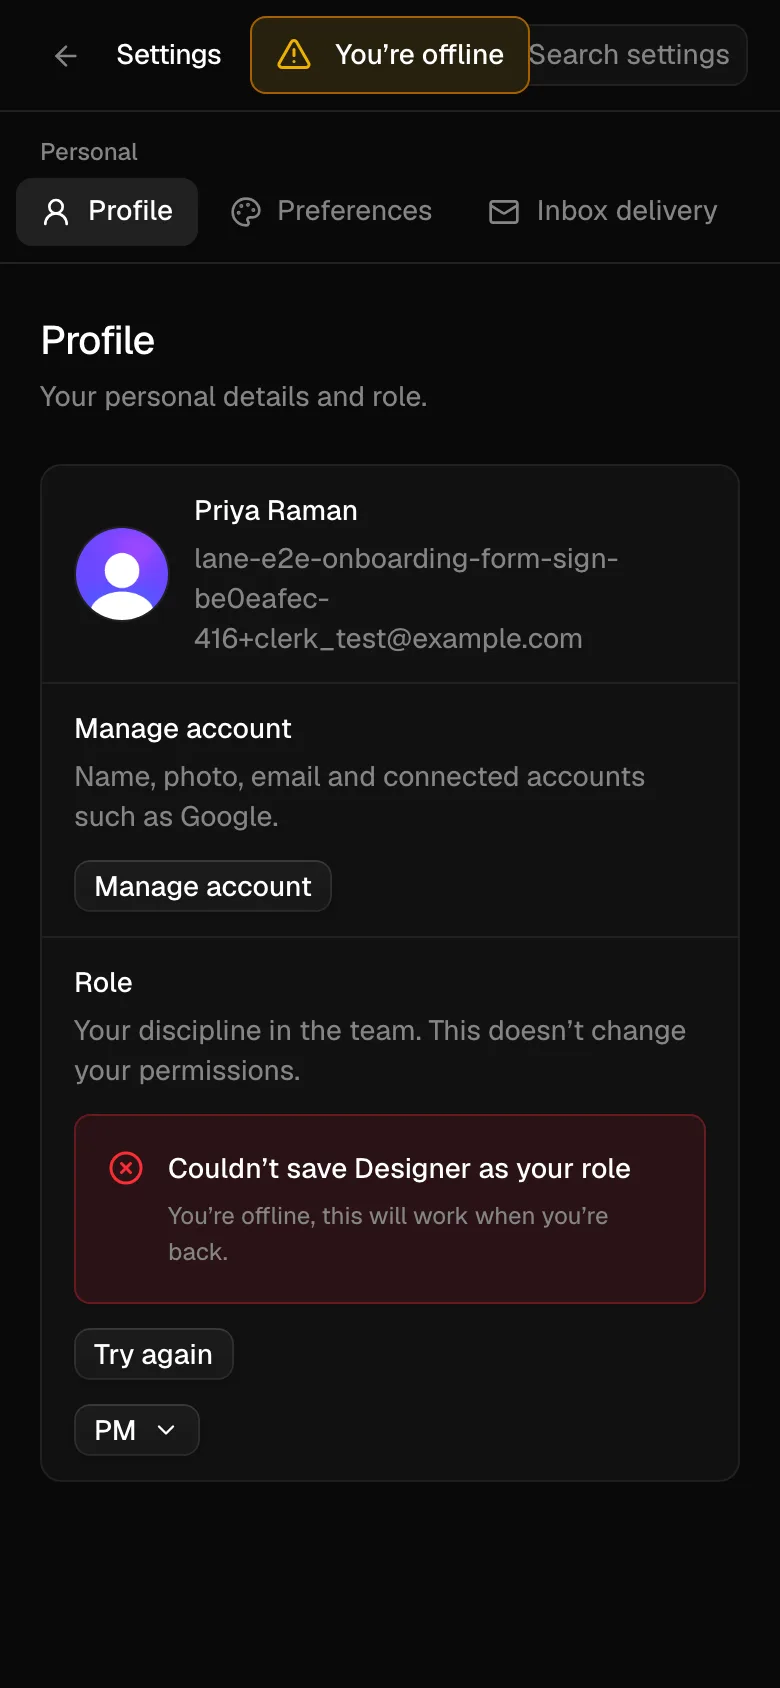 Settings
You’re offline
Search settings
Personal
Profile
Preferences
Inbox delivery
Profile
Your personal details and role.
Priya Raman
lane-e2e-onboarding-form-sign-
be0eafec-
416+clerk_test@example.com
Manage account
Name, photo, email and connected accounts
such as Google.
Manage account
Role
Your discipline in the team. This doesn’t change
your permissions.
Couldn’t save Designer as your role
You’re offline, this will work when you’re
back.
Try again
PM